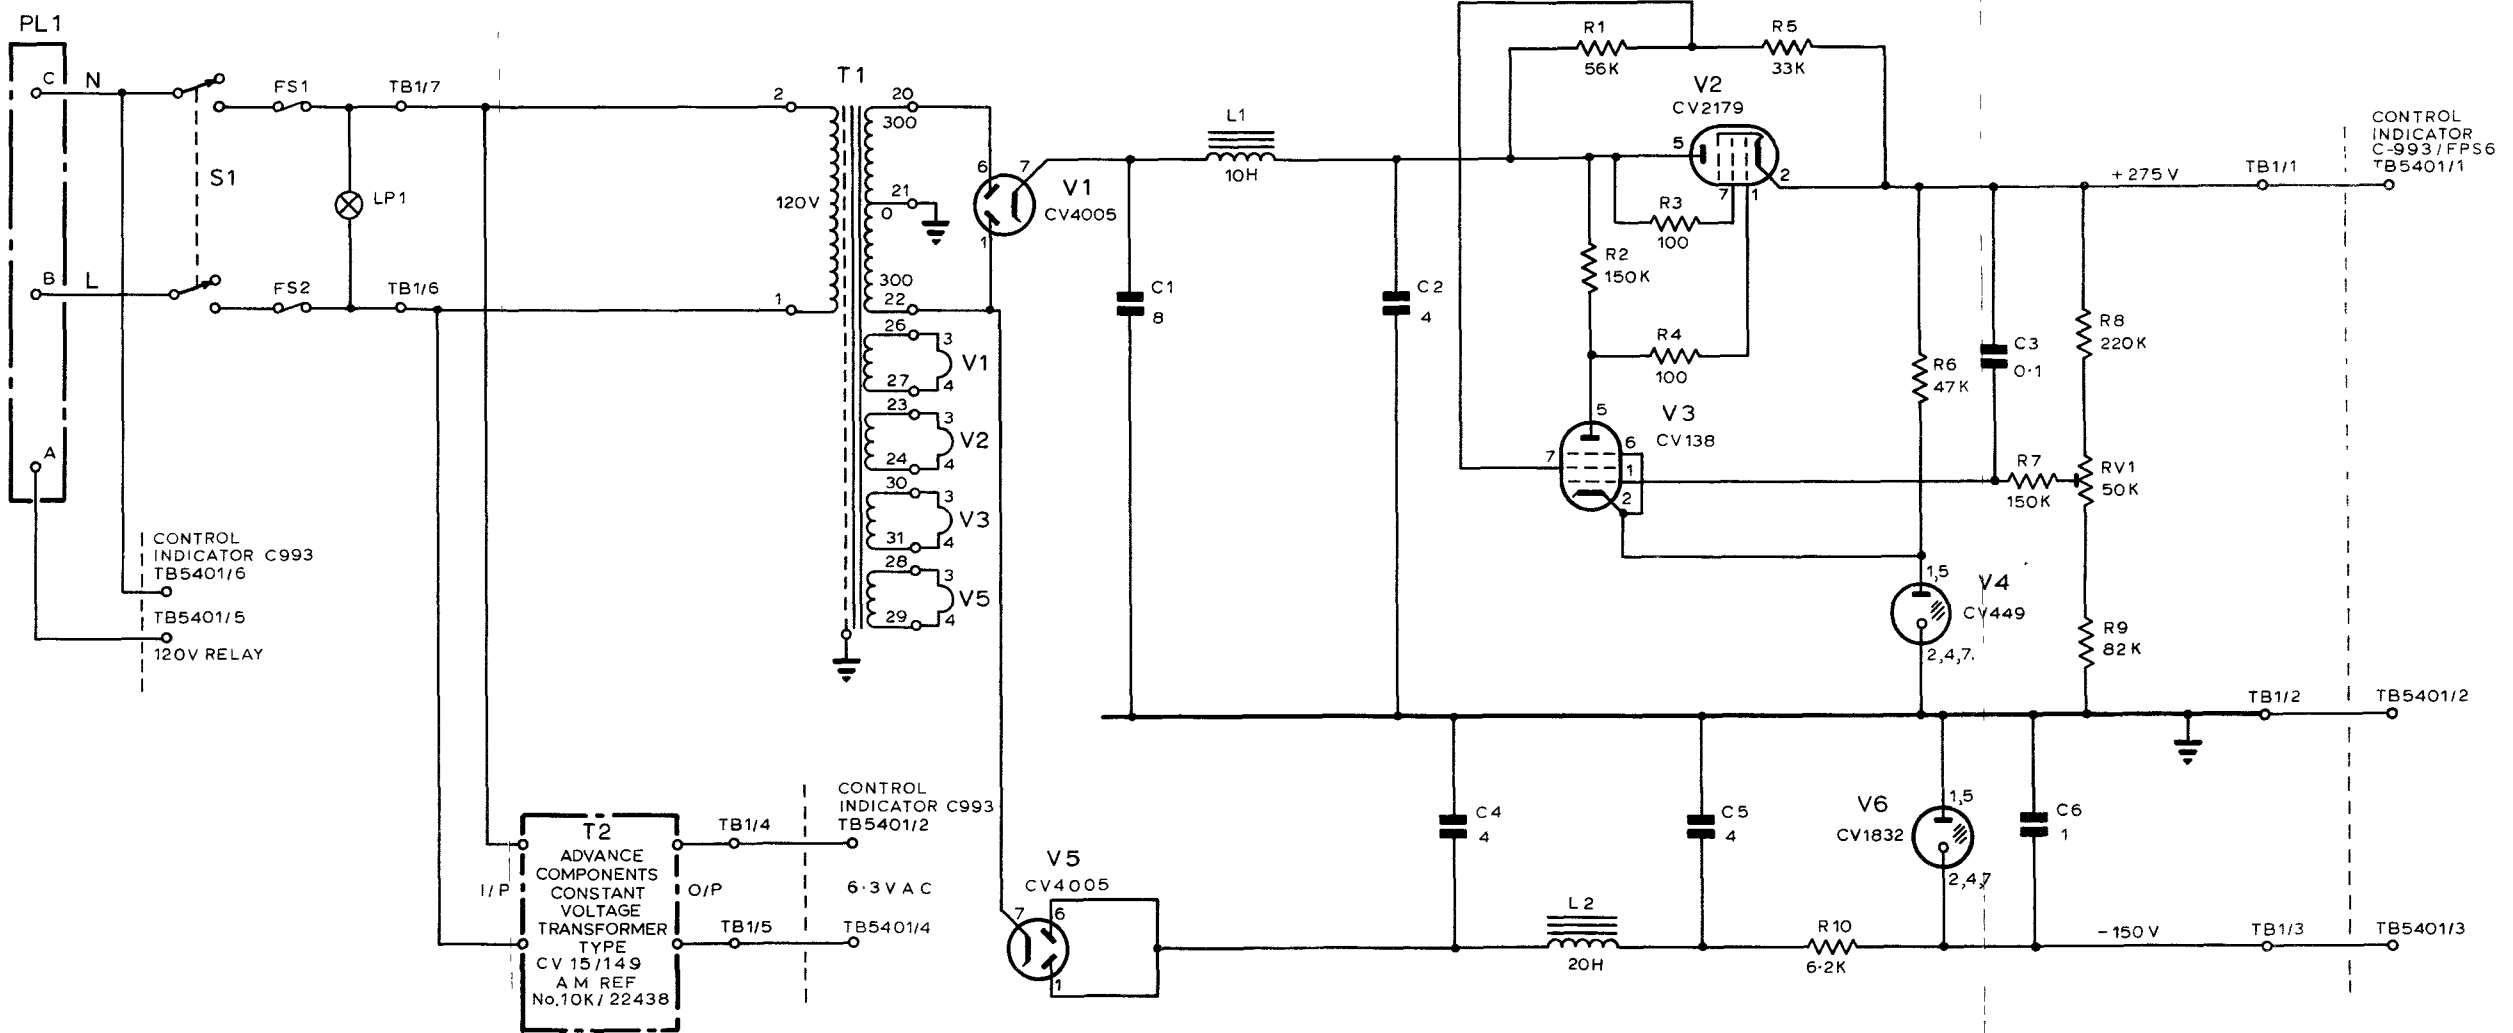 PL1
C
N
B
L
A
S1
FS1
FS2
LP1
TB1/7
TB1/6
CONTROL
INDICATOR C993
TB5401/6
TB5401/5
120V RELAY
T1
2
1
120V
20
300
21
0
300
22
26
27
3
4
V1
23
24
3
4
V2
30
31
3
4
V3
28
29
3
4
V5
6
7
1
V1
CV4005
L1
10H
C1
8
C2
4
R1
56K
R5
33K
V2
CV2179
5
7
1
2
R3
100
R2
150K
R4
100
V3
CV138
5
6
7
1
2
R6
47K
C3
0·1
R8
220K
R7
150K
RV1
50K
R9
82K
1,5
V4
CV449
2,4,7.
+275V
TB1/1
CONTROL
INDICATOR
C-993/FPS6
TB5401/1
TB1/2
TB5401/2
T2
ADVANCE
COMPONENTS
CONSTANT
VOLTAGE
TRANSFORMER
TYPE
CV 15/149
A M REF
No.10K/22438
I/P
O/P
TB1/4
TB1/5
CONTROL
INDICATOR C993
TB5401/2
6·3V AC
TB5401/4
V5
CV4005
7
6
1
C4
4
L2
20H
C5
4
R10
6·2K
V6
CV1832
1,5
2,4,7
C6
1
-150V
TB1/3
TB5401/3